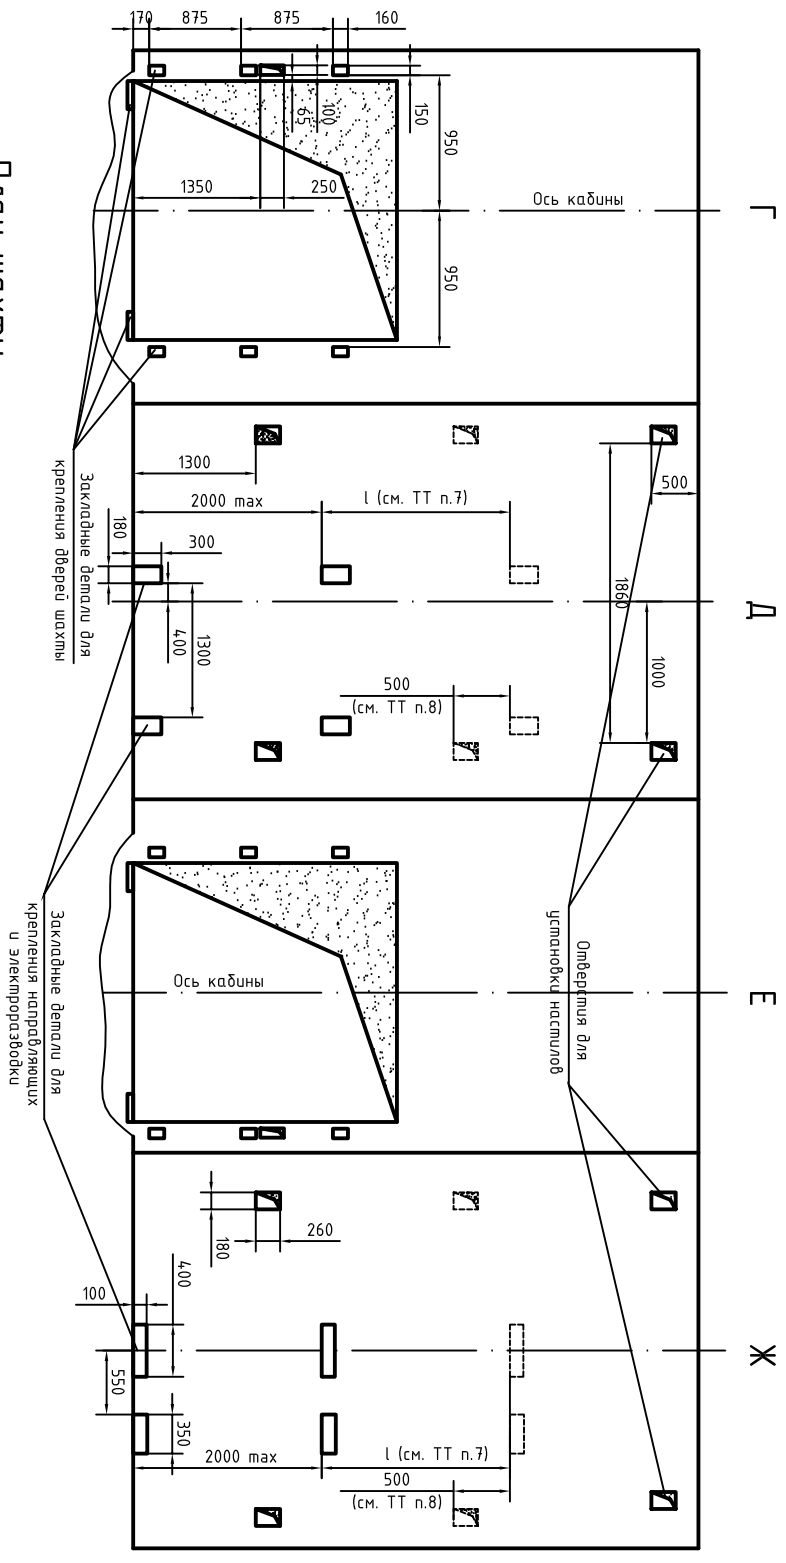 Г
170
875
875
160
150
100
65
950
1350
250
Ось кабины
950
Д
1300
500
2000 max
l (см. ТТ п.7)
180
300
1860
1000
400
1300
500
(см. ТТ п.8)
Закладные детали для
крепления дверей шахты
Е
Ось кабины
Отверстия для
установки настилов
Закладные детали для
крепления направляющих
и электроразводки
Ж
180
260
400
100
550
350
2000 max
l (см. ТТ п.7)
500
(см. ТТ п.8)